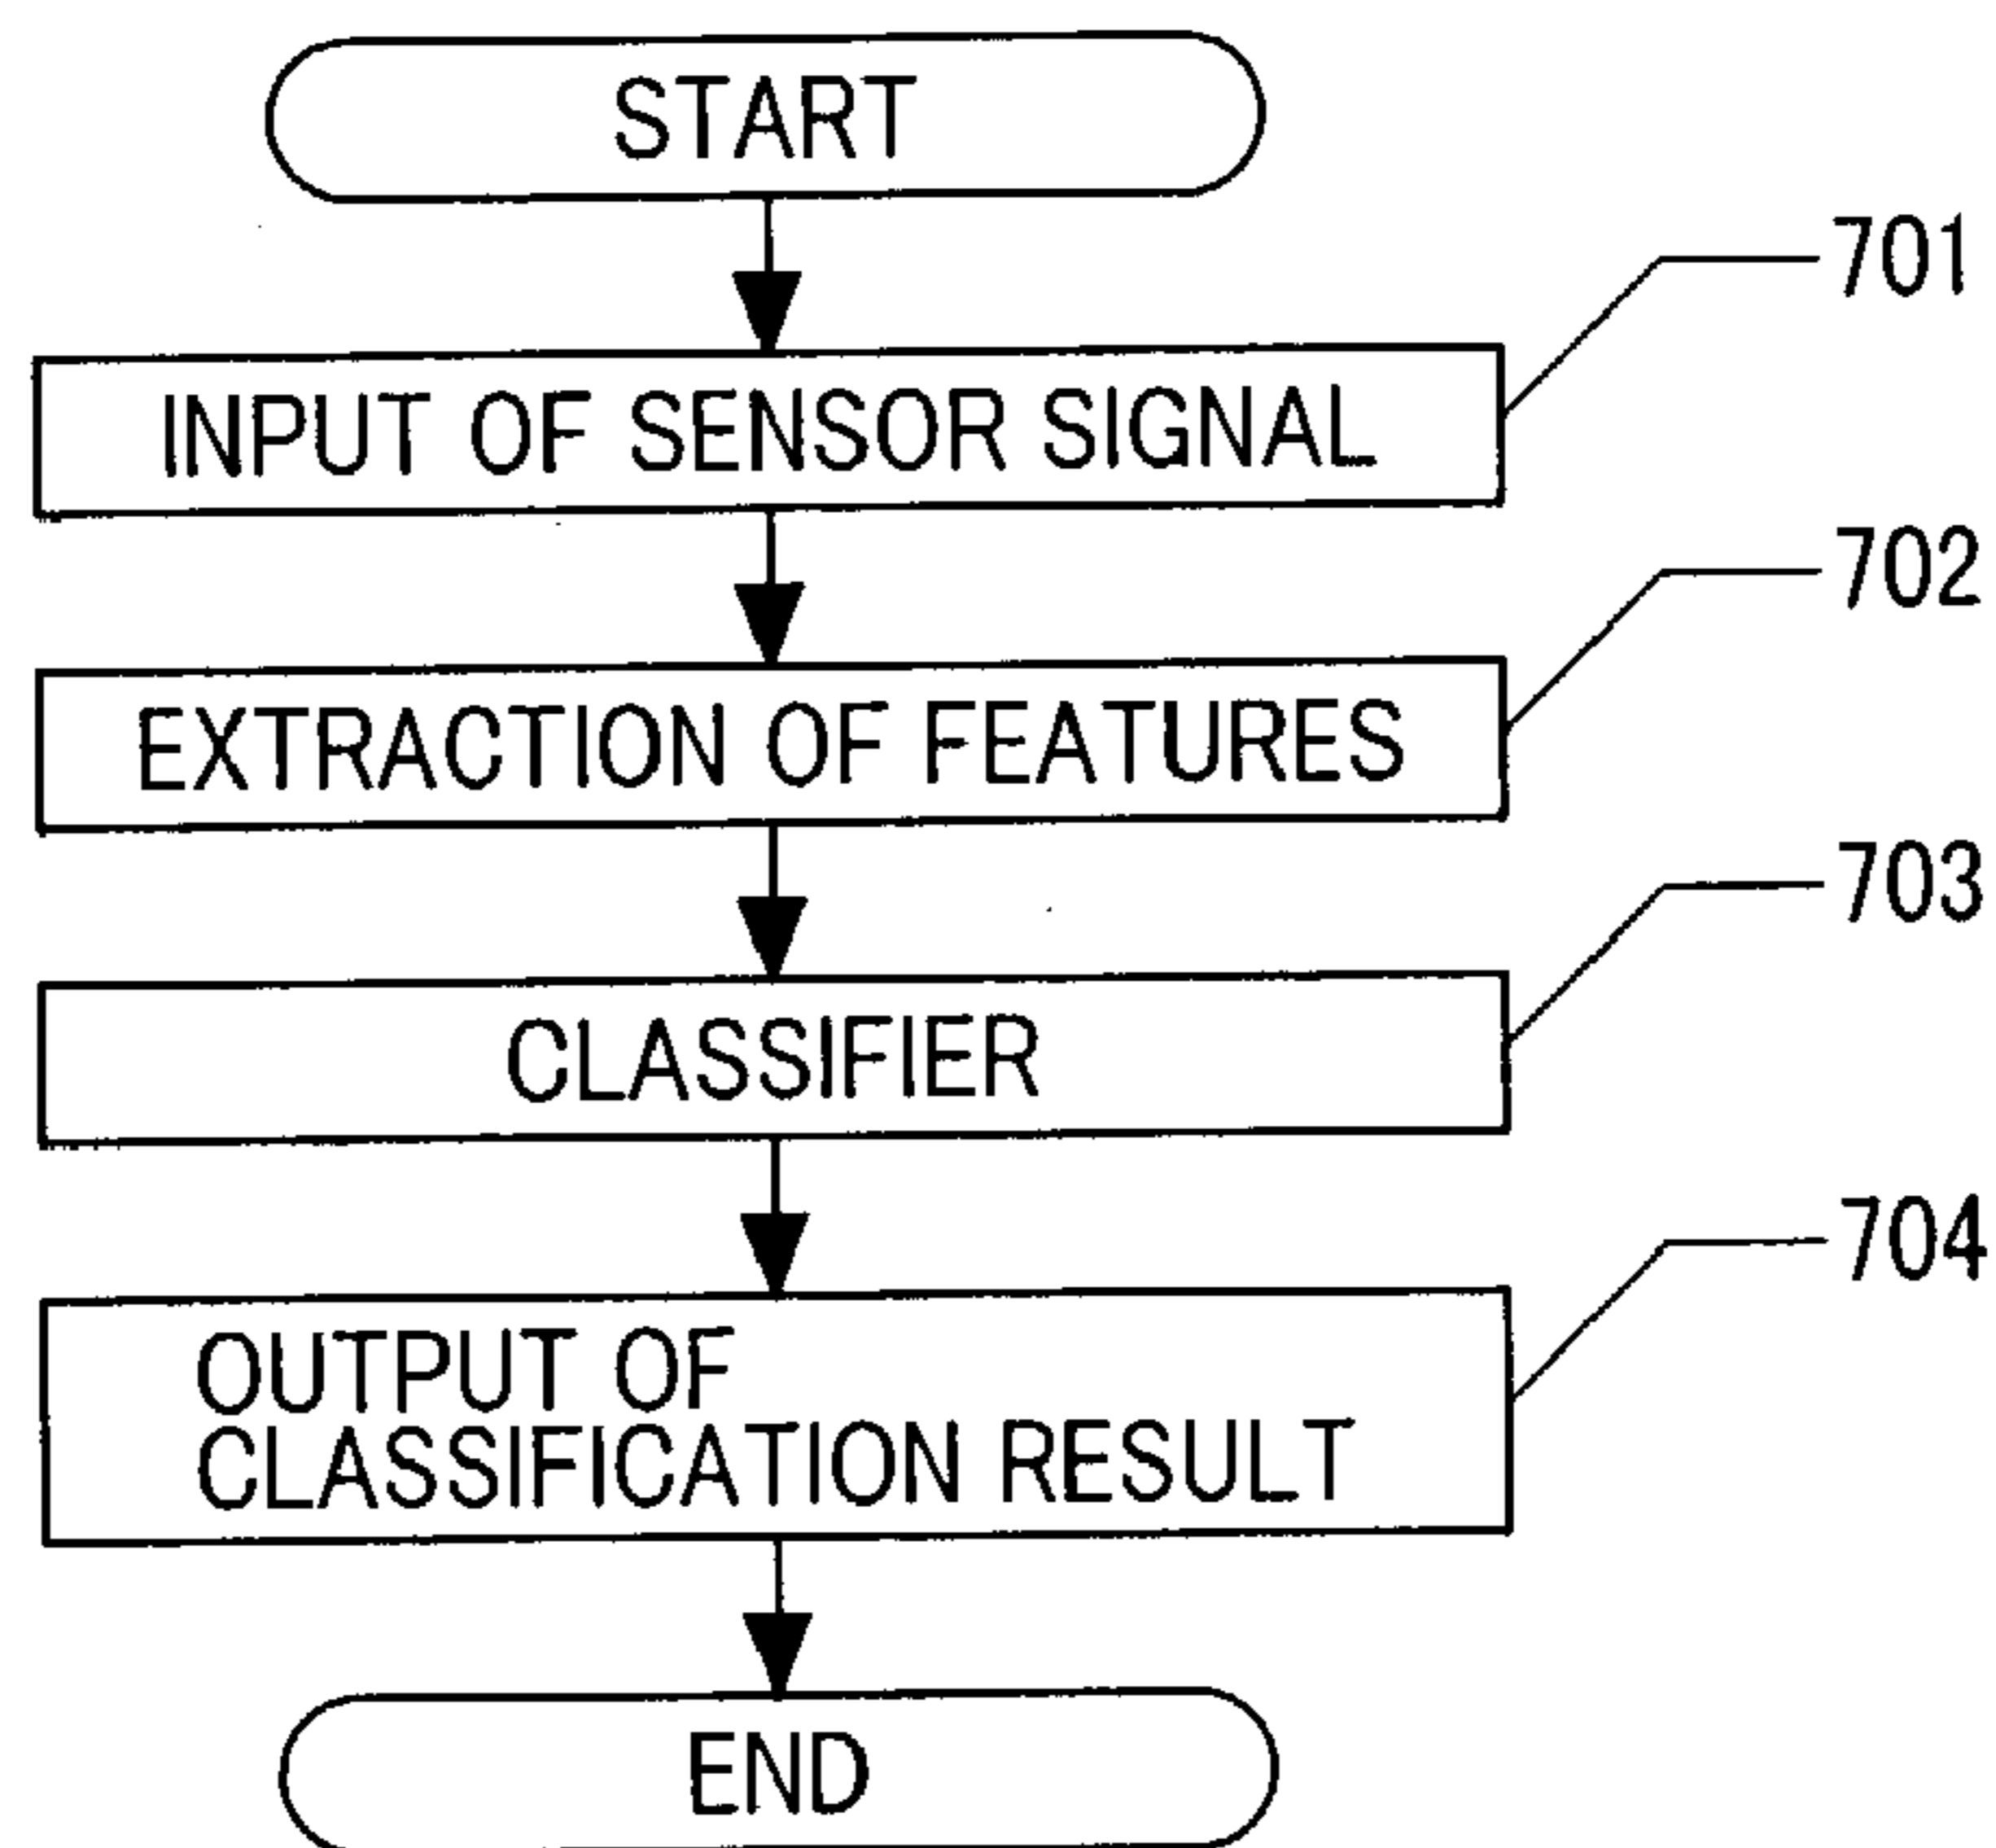 START
701
INPUT OF SENSOR SIGNAL
702
EXTRACTION OF FEATURES
703
CLASSIFIER
704
OUTPUT OF
CLASSIFICATION RESULT
END